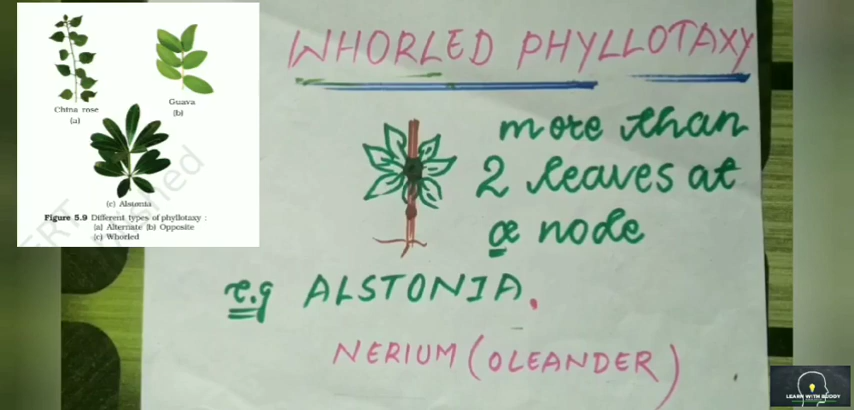 China rose
(a)
Guava
(b)
(c) Alstonia
Figure 5.9 Different types of phyllotaxy :
(a) Alternate (b) Opposite
(c) Whorled
WHORLED PHYLLOTAXY
more than
2 leaves at
a node
e.g ALSTONIA.
NERIUM (OLEANDER)
LEARN WITH BUDDY